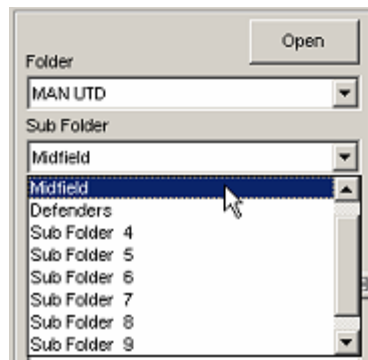 Open
Folder
MAN UTD
Sub Folder
Midfield
Midfield
Defenders
Sub Folder 4
Sub Folder 5
Sub Folder 6
Sub Folder 7
Sub Folder 8
Sub Folder 9